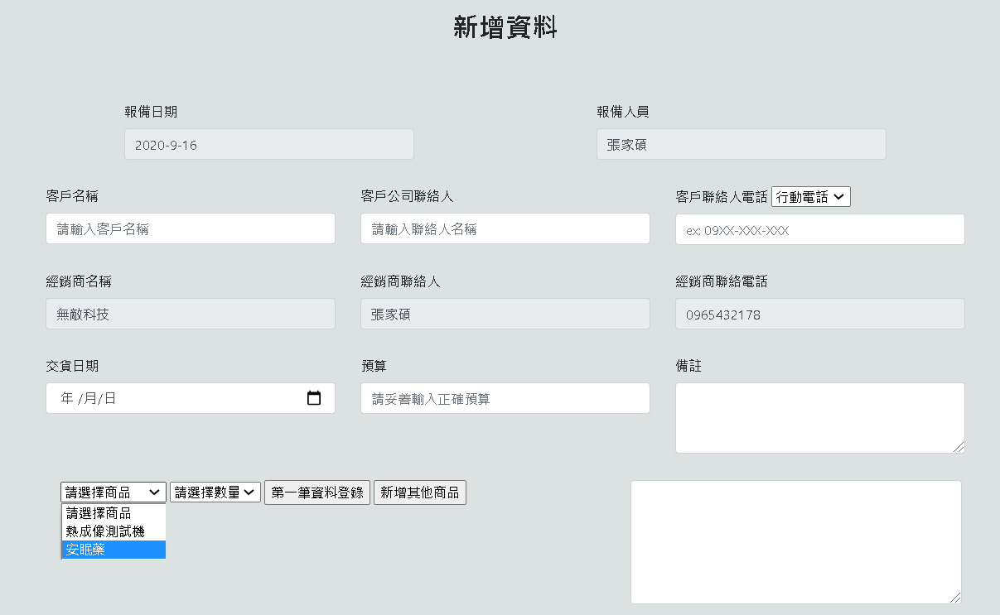 新增資料
報備日期 報備人員
2020-9-16 張家碩
客戶名稱 客戶公司聯絡人 客戶聯絡人電話 行動電話
請輸入客戶名稱 請輸入聯絡人名稱 ex: 09XX-XXX-XXX
經銷商名稱 經銷商聯絡人 經銷商聯絡電話
無敵科技 張家碩 0965432178
交貨日期 預算 備註
年 /月/日 請妥善輸入正確預算
請選擇商品 請選擇數量 第一筆資料登錄 新增其他商品
請選擇商品
熱成像測試機
安眠藥